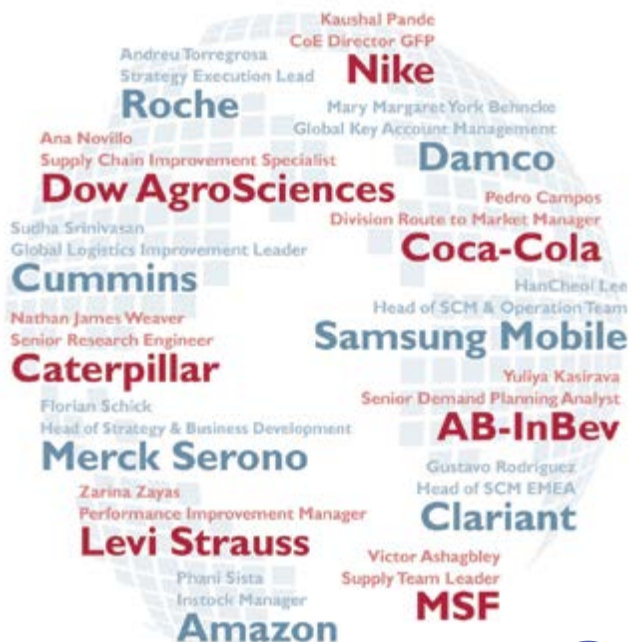 Kaushal Pande
CoE Director GFP
Nike
Andreu Torregrosa
Strategy Execution Lead
Roche
Mary Margaret York Behncke
Global Key Account Management
Damco
Ana Novillo
Supply Chain Improvement Specialist
Dow AgroSciences
Pedro Campos
Division Route to Market Manager
Coca-Cola
Sudha Srinivasan
Global Logistics Improvement Leader
Cummins
HanCheol Lee
Head of SCM & Operation Team
Samsung Mobile
Nathan James Weaver
Senior Research Engineer
Caterpillar
Yuliya Kasirava
Senior Demand Planning Analyst
AB-InBev
Florian Schick
Head of Strategy & Business Development
Merck Serono
Gustavo Rodriguez
Head of SCM EMEA
Clariant
Zarina Zayas
Performance Improvement Manager
Levi Strauss
Victor Ashagbley
Supply Team Leader
MSF
Phani Sista
Instock Manager
Amazon